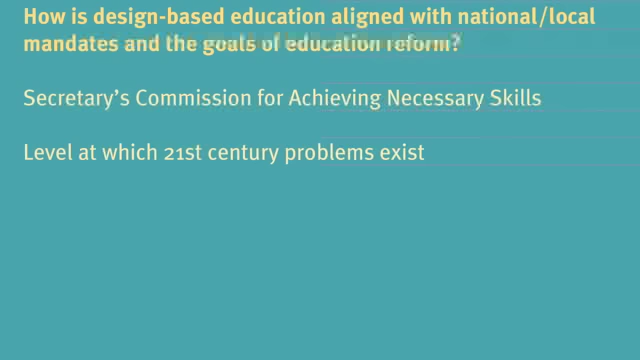 How is design-based education aligned with national/local
mandates and the goals of education reform?
Secretary's Commission for Achieving Necessary Skills
Level at which 21st century problems exist